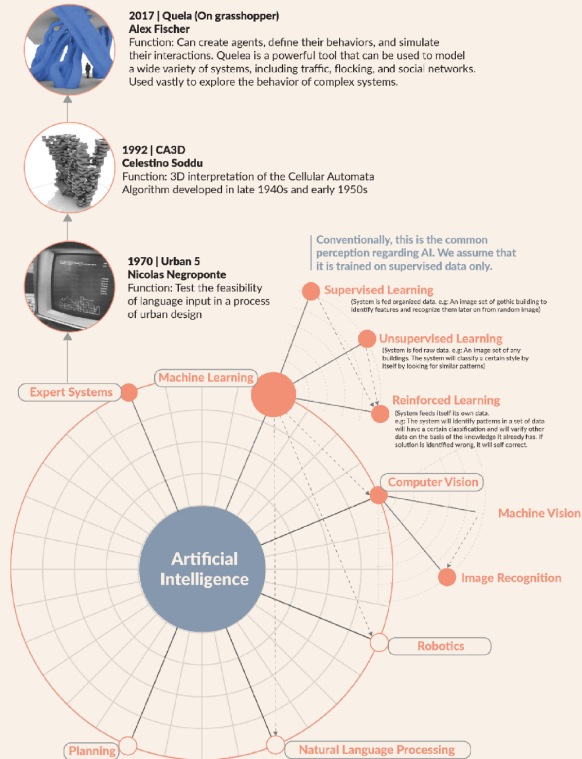 2017 | Quela (On grasshopper)
Alex Fischer
Function: Can create agents, define their behaviors, and simulate
their interactions. Quelea is a powerful tool that can be used to model
a wide variety of systems, including traffic, flocking, and social networks.
Used vastly to explore the behavior of complex systems.
1992 | CA3D
Celestino Soddu
Function: 3D interpretation of the Cellular Automata
Algorithm developed in late 1940s and early 1950s
1970 | Urban 5
Nicolas Negroponte
Function: Test the feasibility
of language input in a process
of urban design
Conventionally, this is the common
perception regarding AI. We assume that
it is trained on supervised data only.
Supervised Learning
(System is fed organized data. e.g: An image set of gothic building to
identify features and recognize them later on from random image)
Unsupervised Learning
(System is fed raw data. e.g: An image set of any
buildings. The system will classify a certain style by
itself by looking for similar patterns)
Reinforced Learning
(System feeds itself its own data.
e.g: The system will identify patterns in a set of data
will have a certain classification and will varify other
data on the basis of the knowledge it already has. If
solution is identified wrong, it will self correct.
Machine Learning
Expert Systems
Computer Vision
Machine Vision
Image Recognition
Artificial
Intelligence
Robotics
Planning
Natural Language Processing